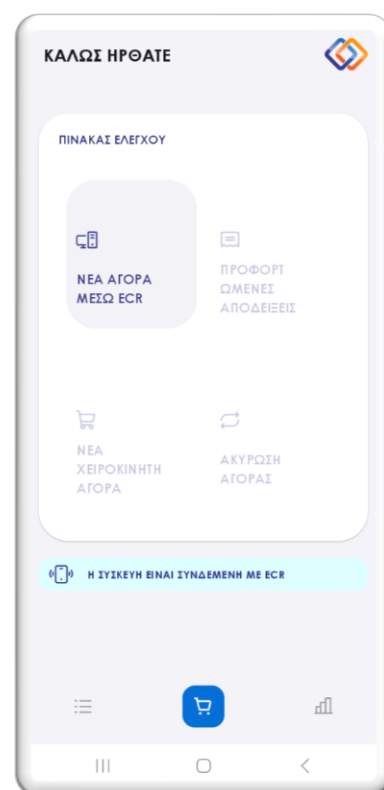 ΚΑΛΩΣ ΗΡΘΑΤΕ
ΠΙΝΑΚΑΣ ΕΛΕΓΧΟΥ
ΝΕΑ ΑΓΟΡΑ
ΜΕΣΩ ECR
ΠΡΟΦΟΡΤ
ΩΜΕΝΕΣ
ΑΠΟΔΕΙΞΕΙΣ
ΝΕΑ
ΧΕΙΡΟΚΙΝΗΤΗ
ΑΓΟΡΑ
ΑΚΥΡΩΣΗ
ΑΓΟΡΑΣ
Η ΣΥΣΚΕΥΗ ΕΙΝΑΙ ΣΥΝΔΕΜΕΝΗ ΜΕ ECR